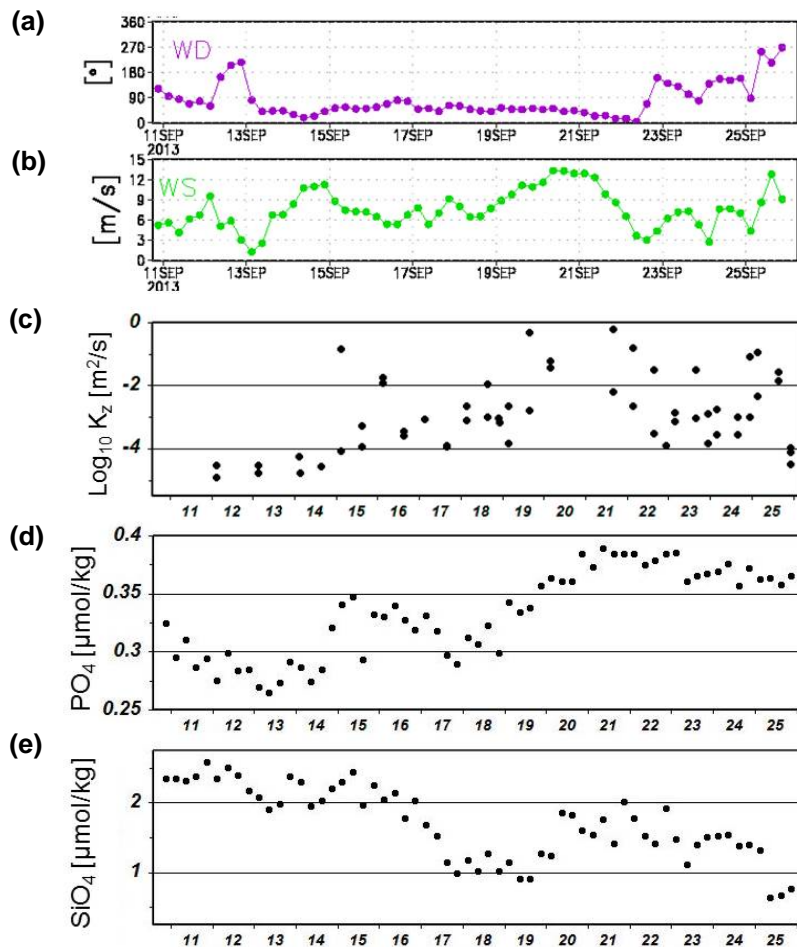 (a)
WD
[°]
360
270
180
90
0
11SEP 13SEP 15SEP 17SEP 19SEP 21SEP 23SEP 25SEP
2013
(b)
WS
[m/s]
15
12
9
6
3
0
11SEP 13SEP 15SEP 17SEP 19SEP 21SEP 23SEP 25SEP
2013
(c)
Log10 Kz [m²/s]
0
-2
-4
11 12 13 14 15 16 17 18 19 20 21 22 23 24 25
(d)
PO4 [µmol/kg]
0.4
0.35
0.3
0.25
11 12 13 14 15 16 17 18 19 20 21 22 23 24 25
(e)
SiO4 [µmol/kg]
2
1
11 12 13 14 15 16 17 18 19 20 21 22 23 24 25